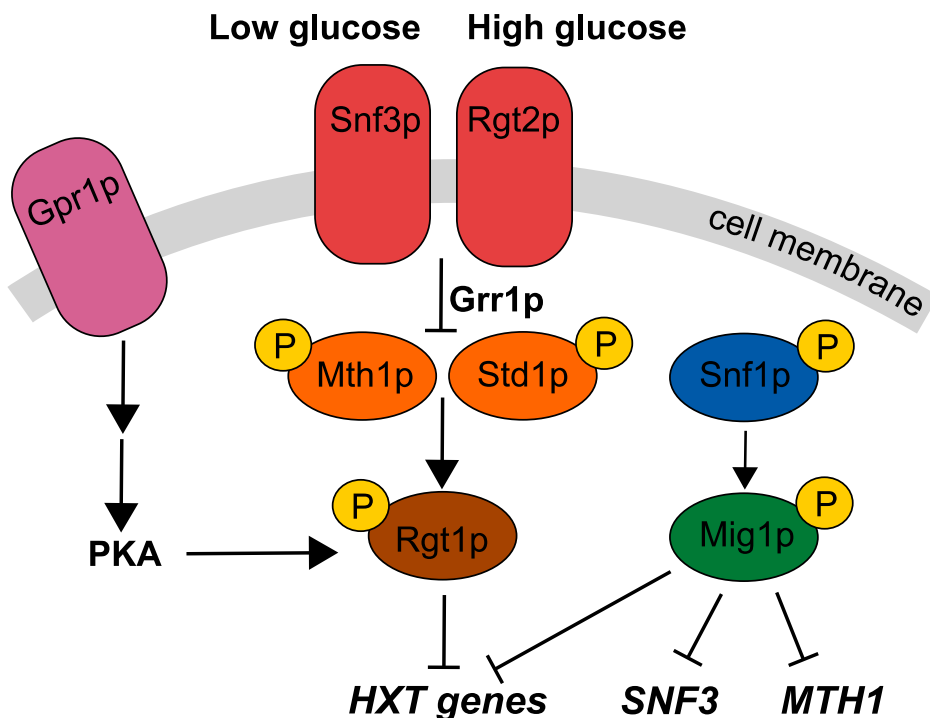 Low glucose High glucose
Snf3p Rgt2p
Gpr1p
cell membrane
Grr1p
P Mth1p Std1p P Snf1p P
P Rgt1p Mig1p P
PKA
HXT genes SNF3 MTH1